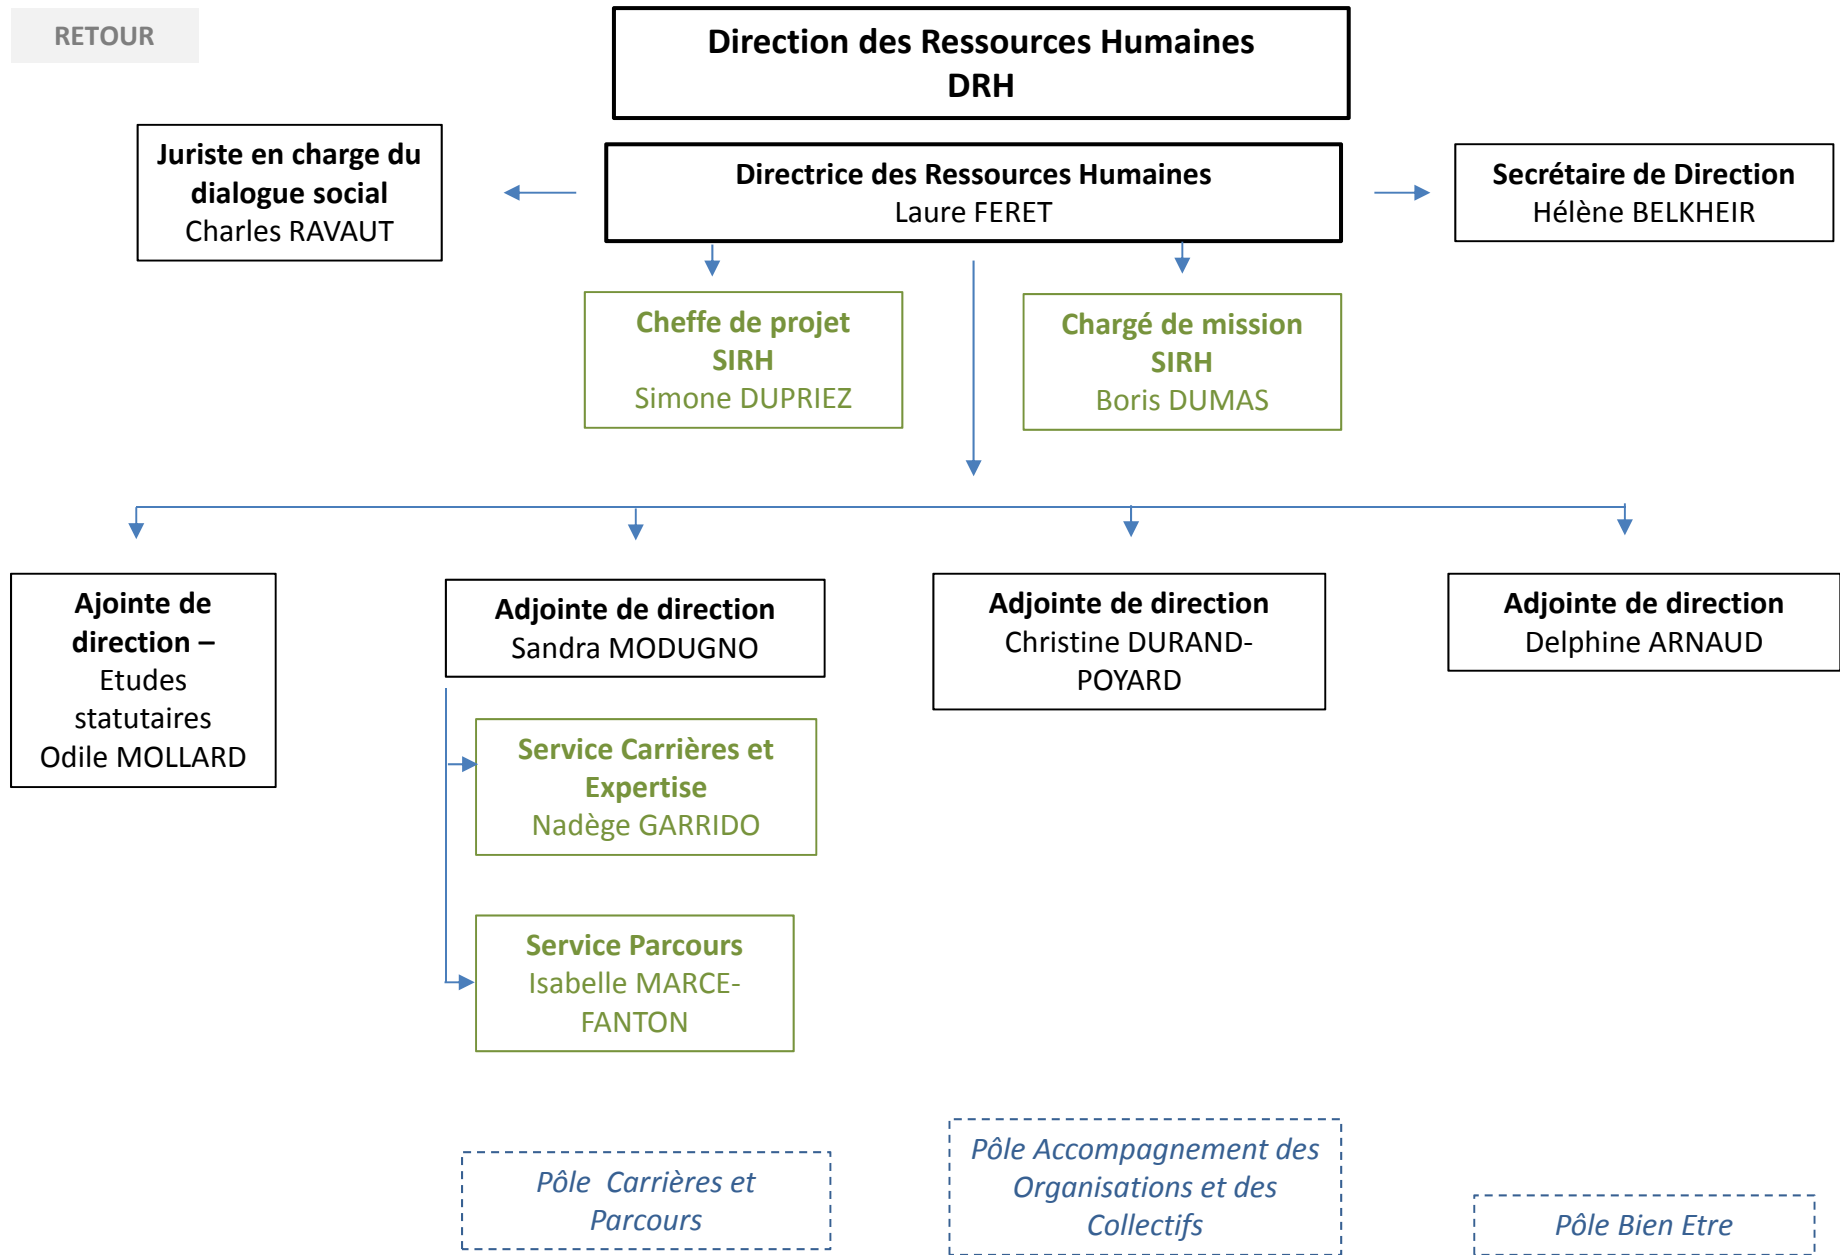 RETOUR
Direction des Ressources Humaines
DRH
Juriste en charge du
dialogue social
Charles RAVAUT
Directrice des Ressources Humaines
Laure FERET
Secrétaire de Direction
Hélène BELKHEIR
Cheffe de projet
SIRH
Simone DUPRIEZ
Chargé de mission
SIRH
Boris DUMAS
Ajointe de
direction –
Etudes
statutaires
Odile MOLLARD
Adjointe de direction
Sandra MODUGNO
Adjointe de direction
Christine DURAND-
POYARD
Adjointe de direction
Delphine ARNAUD
Service Carrières et
Expertise
Nadège GARRIDO
Service Parcours
Isabelle MARCE-
FANTON
Pôle  Carrières et
Parcours
Pôle Accompagnement des
Organisations et des
Collectifs
Pôle Bien Etre